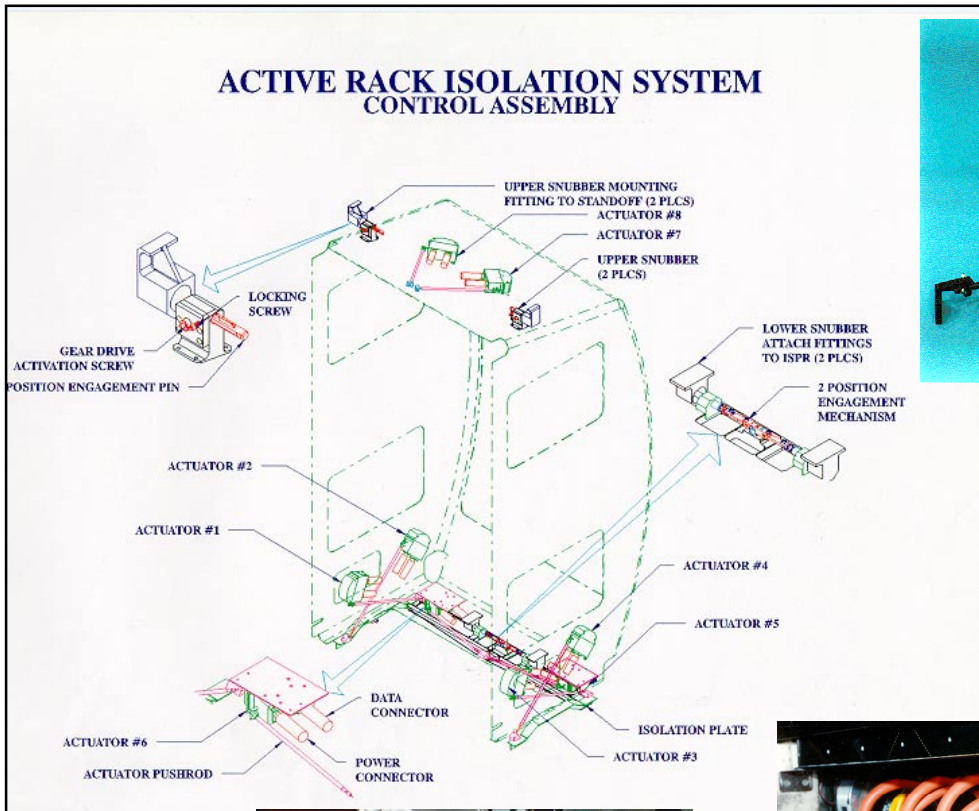 ACTIVE RACK ISOLATION SYSTEM
CONTROL ASSEMBLY
UPPER SNUBBER MOUNTING
FITTING TO STANDOFF (2 PLCS)
ACTUATOR #8
ACTUATOR #7
UPPER SNUBBER
(2 PLCS)
LOCKING
SCREW
GEAR DRIVE
ACTIVATION SCREW
POSITION ENGAGEMENT PIN
LOWER SNUBBER
ATTACH FITTINGS
TO ISPR (2 PLCS)
2 POSITION
ENGAGEMENT
MECHANISM
ACTUATOR #2
ACTUATOR #1
ACTUATOR #4
ACTUATOR #5
DATA
CONNECTOR
ISOLATION PLATE
ACTUATOR #6
POWER
CONNECTOR
ACTUATOR #3
ACTUATOR PUSHROD